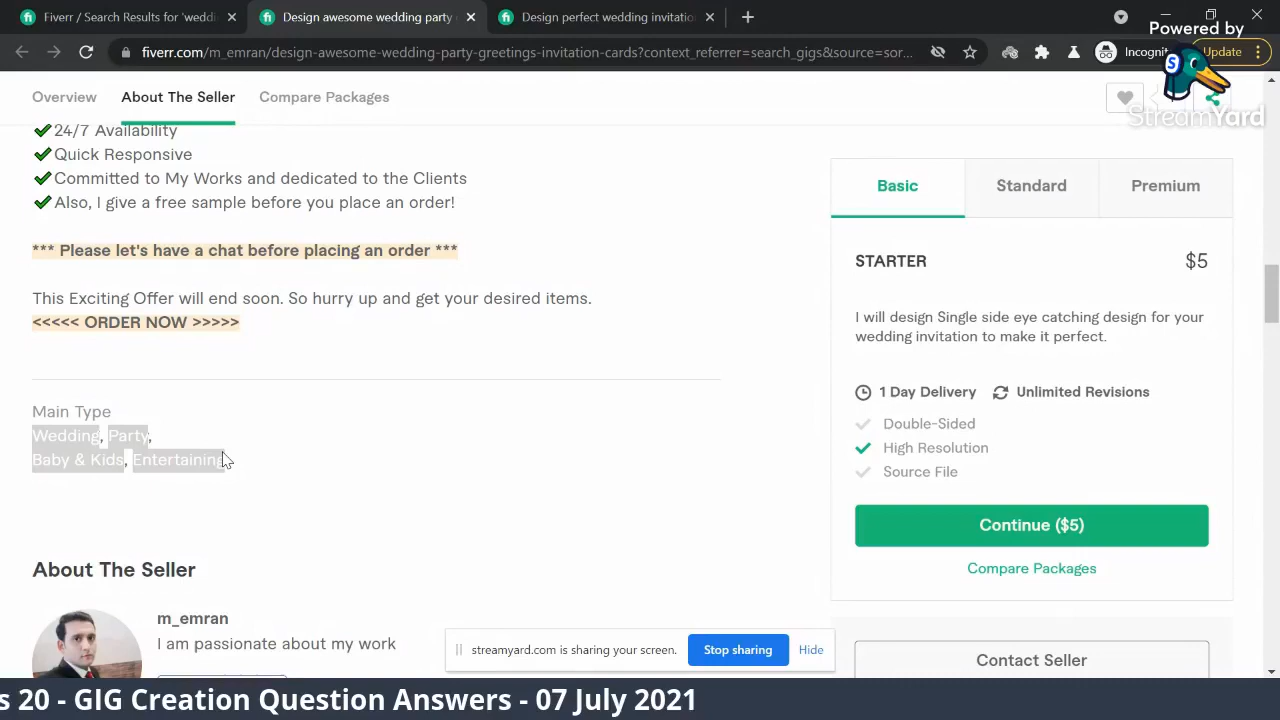 Fiverr / Search Results for 'weddi
Design awesome wedding party
Design perfect wedding invitatio
fiverr.com/m_emran/design-awesome-wedding-party-greetings-invitation-cards?context_referrer=search_gigs&source=sor...
Update
Powered by
StreamYard
Overview
About The Seller
Compare Packages
24/7 Availability
Quick Responsive
Committed to My Works and dedicated to the Clients
Also, I give a free sample before you place an order!
*** Please let's have a chat before placing an order ***
This Exciting Offer will end soon. So hurry up and get your desired items.
<<<<< ORDER NOW >>>>>
Main Type
Wedding, Party,
Baby & Kids, Entertaining
About The Seller
m_emran
I am passionate about my work
Basic
Standard
Premium
STARTER
$5
I will design Single side eye catching design for your
wedding invitation to make it perfect.
1 Day Delivery
Unlimited Revisions
Double-Sided
High Resolution
Source File
Continue ($5)
Compare Packages
Contact Seller
streamyard.com is sharing your screen.
Stop sharing
Hide
s 20 - GIG Creation Question Answers - 07 July 2021